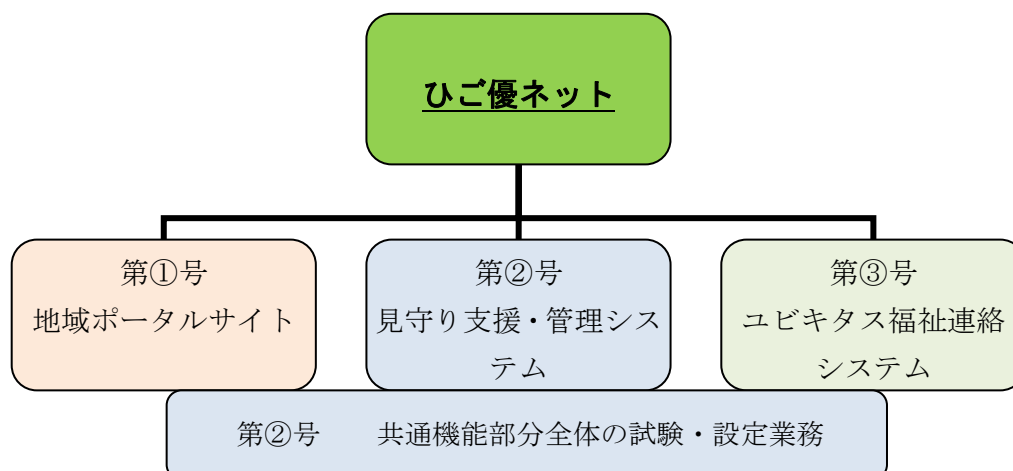 ひご優ネット
第①号
地域ポータルサイト
第②号
見守り支援・管理シス
テム
第③号
ユビキタス福祉連絡
システム
第②号　　共通機能部分全体の試験・設定業務